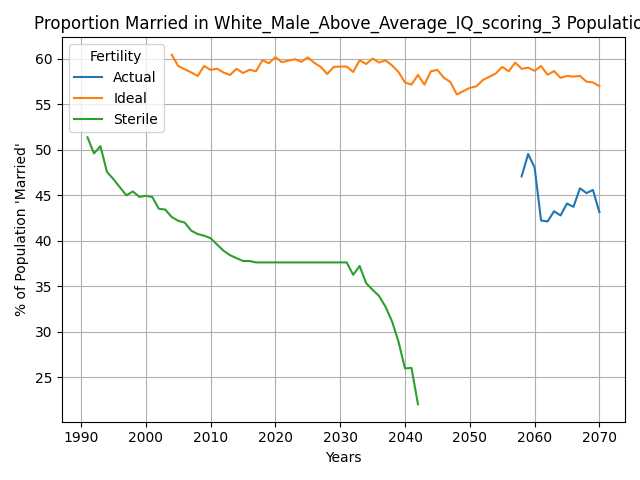 Proportion Married in White_Male_Above_Average_IQ_scoring_3 Populatio
Fertility
Actual
Ideal
Sterile
% of Population 'Married'
60
55
50
45
40
35
30
25
1990 2000 2010 2020 2030 2040 2050 2060 2070
Years